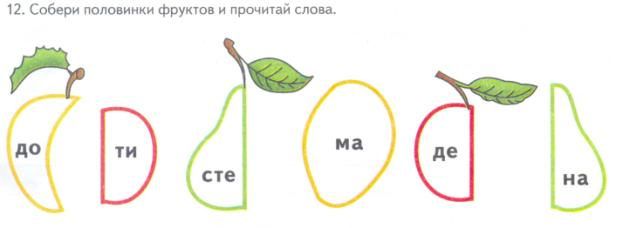 12. Собери половинки фруктов и прочитай слова.
до ти сте ма де на